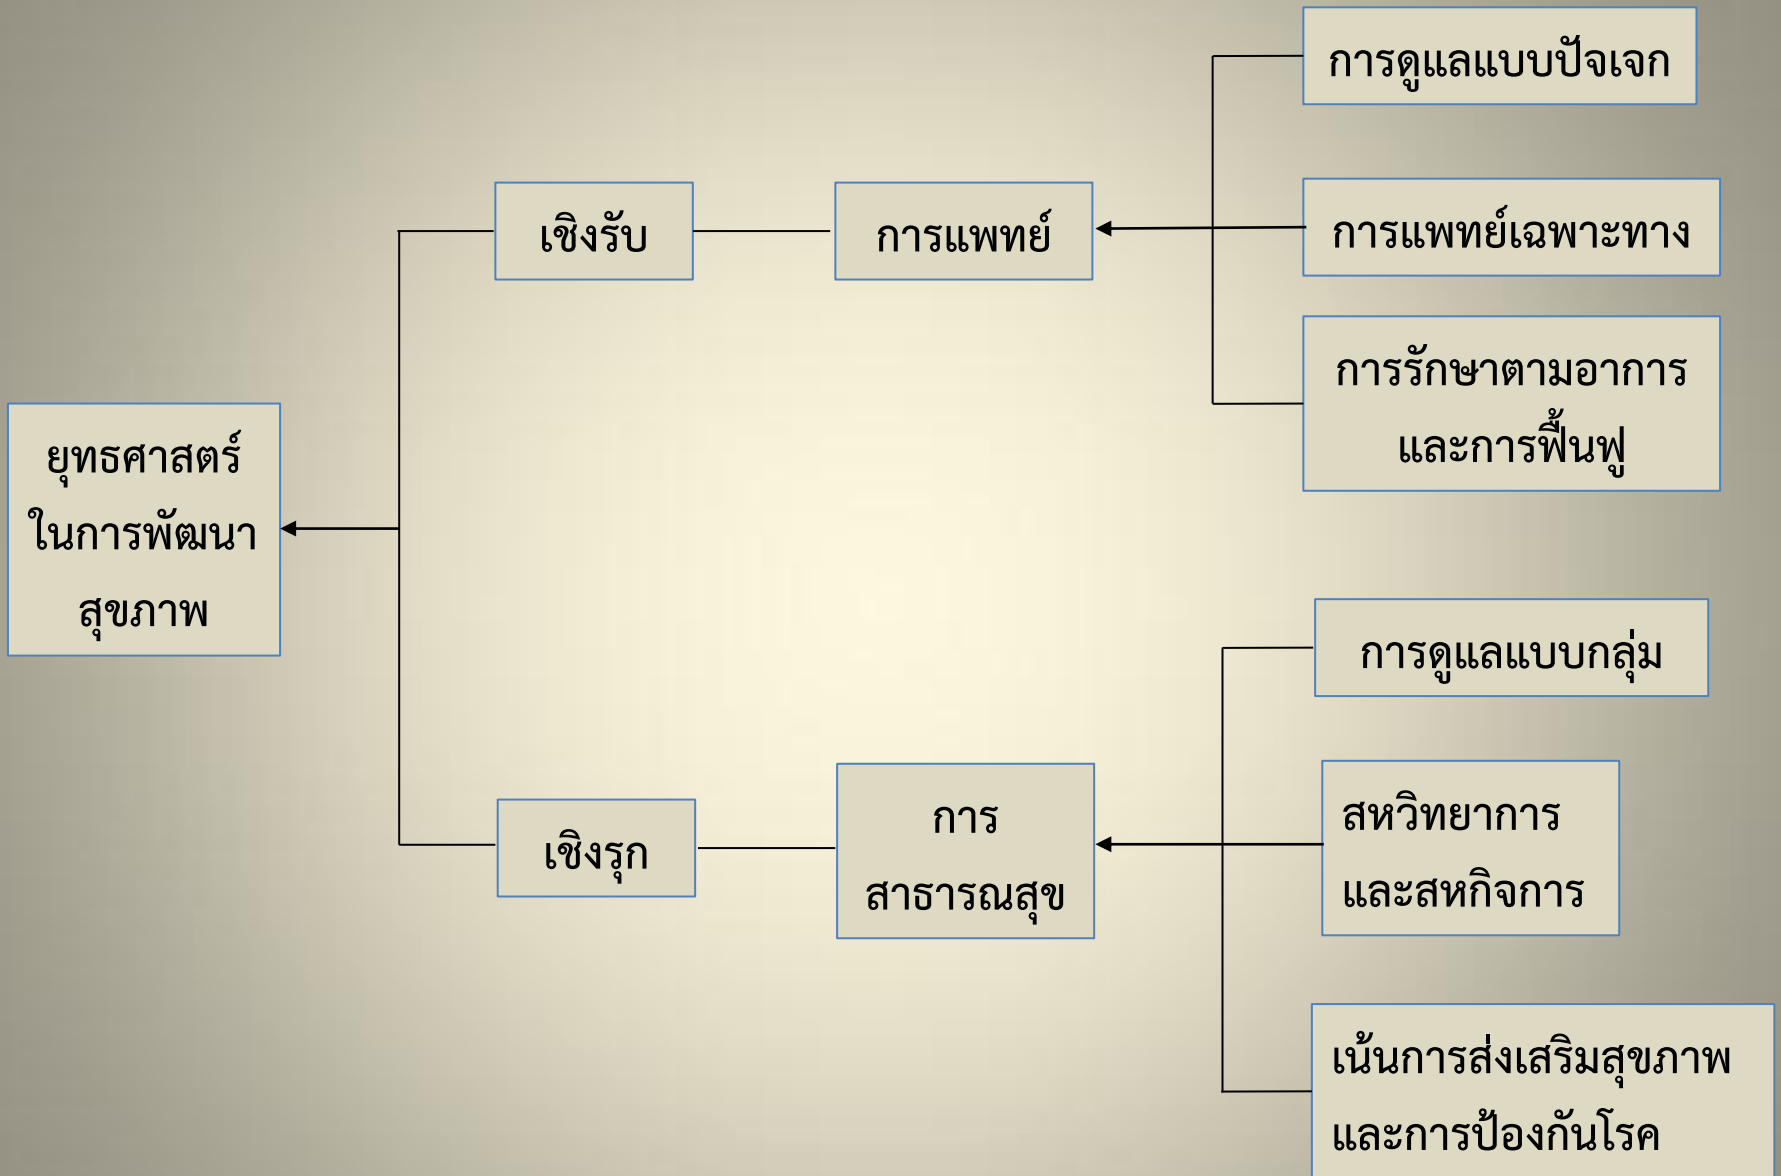 การดูแลแบบปัจเจก
เชิงรับ
การแพทย์
การแพทย์เฉพาะทาง
การรักษาตามอาการ
และการฟื้นฟู
ยุทธศาสตร์
ในการพัฒนา
สุขภาพ
การดูแลแบบกลุ่ม
เชิงรุก
การ
สาธารณสุข
สหวิทยาการ
และสหกิจการ
เน้นการส่งเสริมสุขภาพ
และการป้องกันโรค